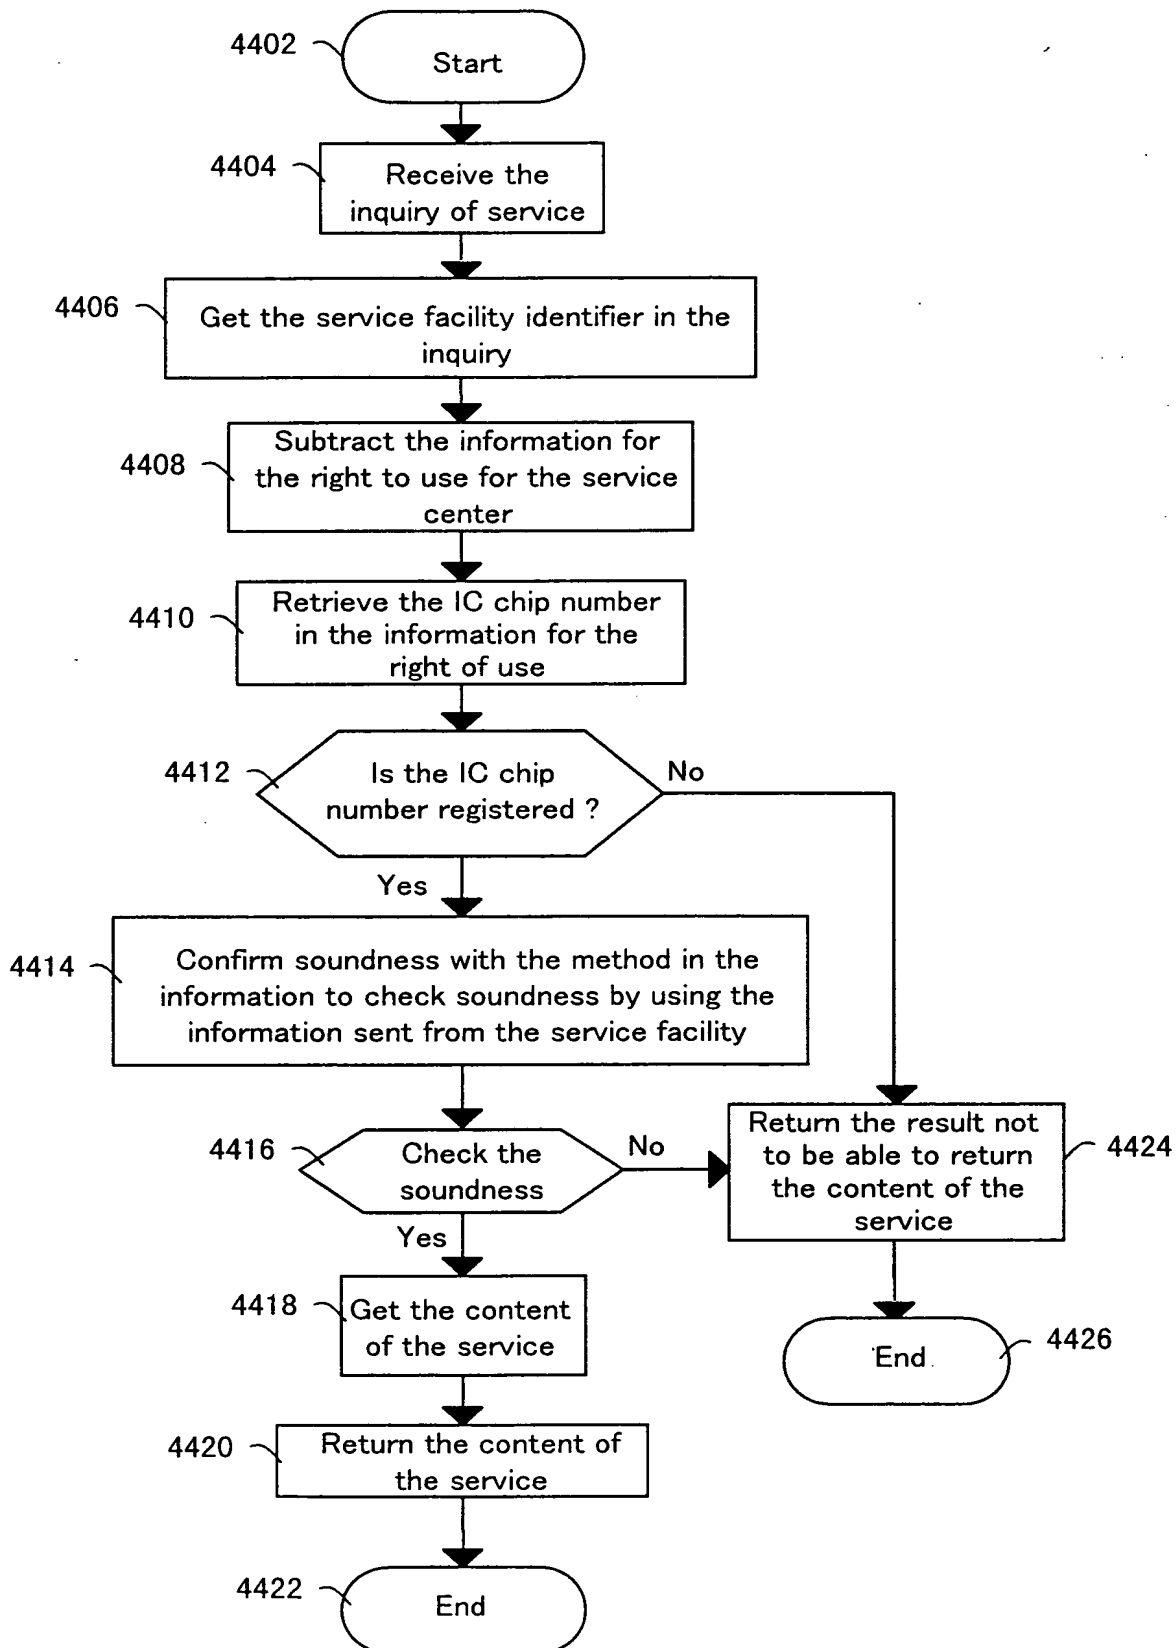 4402
Start
4404
Receive the
inquiry of service
4406
Get the service facility identifier in the
inquiry
4408
Subtract the information for
the right to use for the service
center
4410
Retrieve the IC chip number
in the information for the
right of use
4412
Is the IC chip
number registered ?
No
Yes
4414
Confirm soundness with the method in the
information to check soundness by using the
information sent from the service facility
4416
Check the
soundness
No
Yes
Return the result not
to be able to return
the content of the
service
4424
4418
Get the content
of the service
End
4426
4420
Return the content of
the service
4422
End